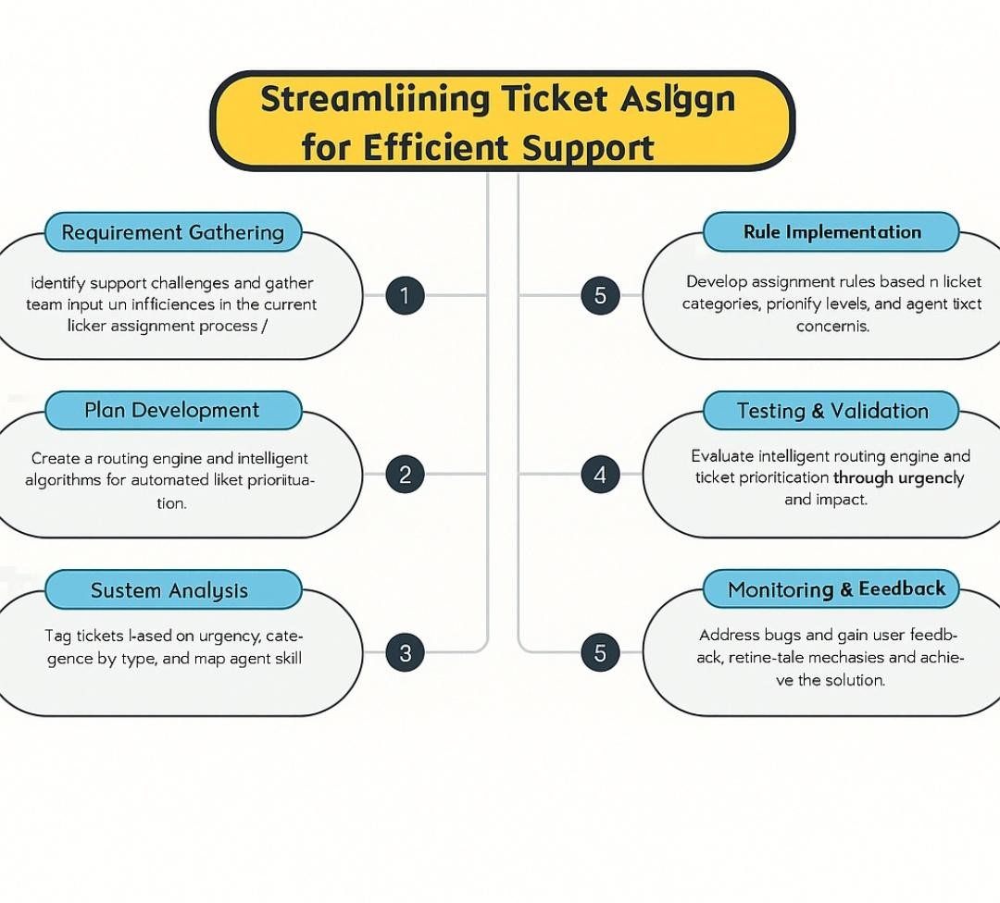 Streamliining Ticket Aslggn
for Efficient Support
Requirement Gathering
identify support challenges and gather
team input un infficiences in the current
licker assignment process /
1
Plan Development
Create a routing engine and intelligent
algorithms for automated liket prioriitua-
tion.
2
Sustem Analysis
Tag tickets l-ased on urgency, cate-
gence by type, and map agent skill
3
Rule Implementation
Develop assignment rules based n licket
categories, prionify levels, and agent tixct
concernis.
5
Testing & Validation
Evaluate intelligent routing engine and
ticket prioritication through urgencly
and impact.
4
Monitoring & Eeedback
Address bugs and gain user feedb-
ack, retine-tale mechasies and achie-
ve the solution.
5